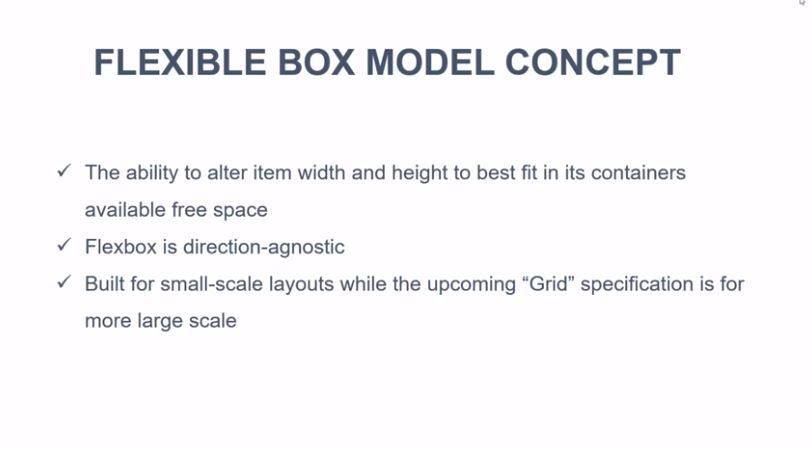 FLEXIBLE BOX MODEL CONCEPT
✓ The ability to alter item width and height to best fit in its containers
available free space
✓ Flexbox is direction-agnostic
✓ Built for small-scale layouts while the upcoming “Grid” specification is for
more large scale